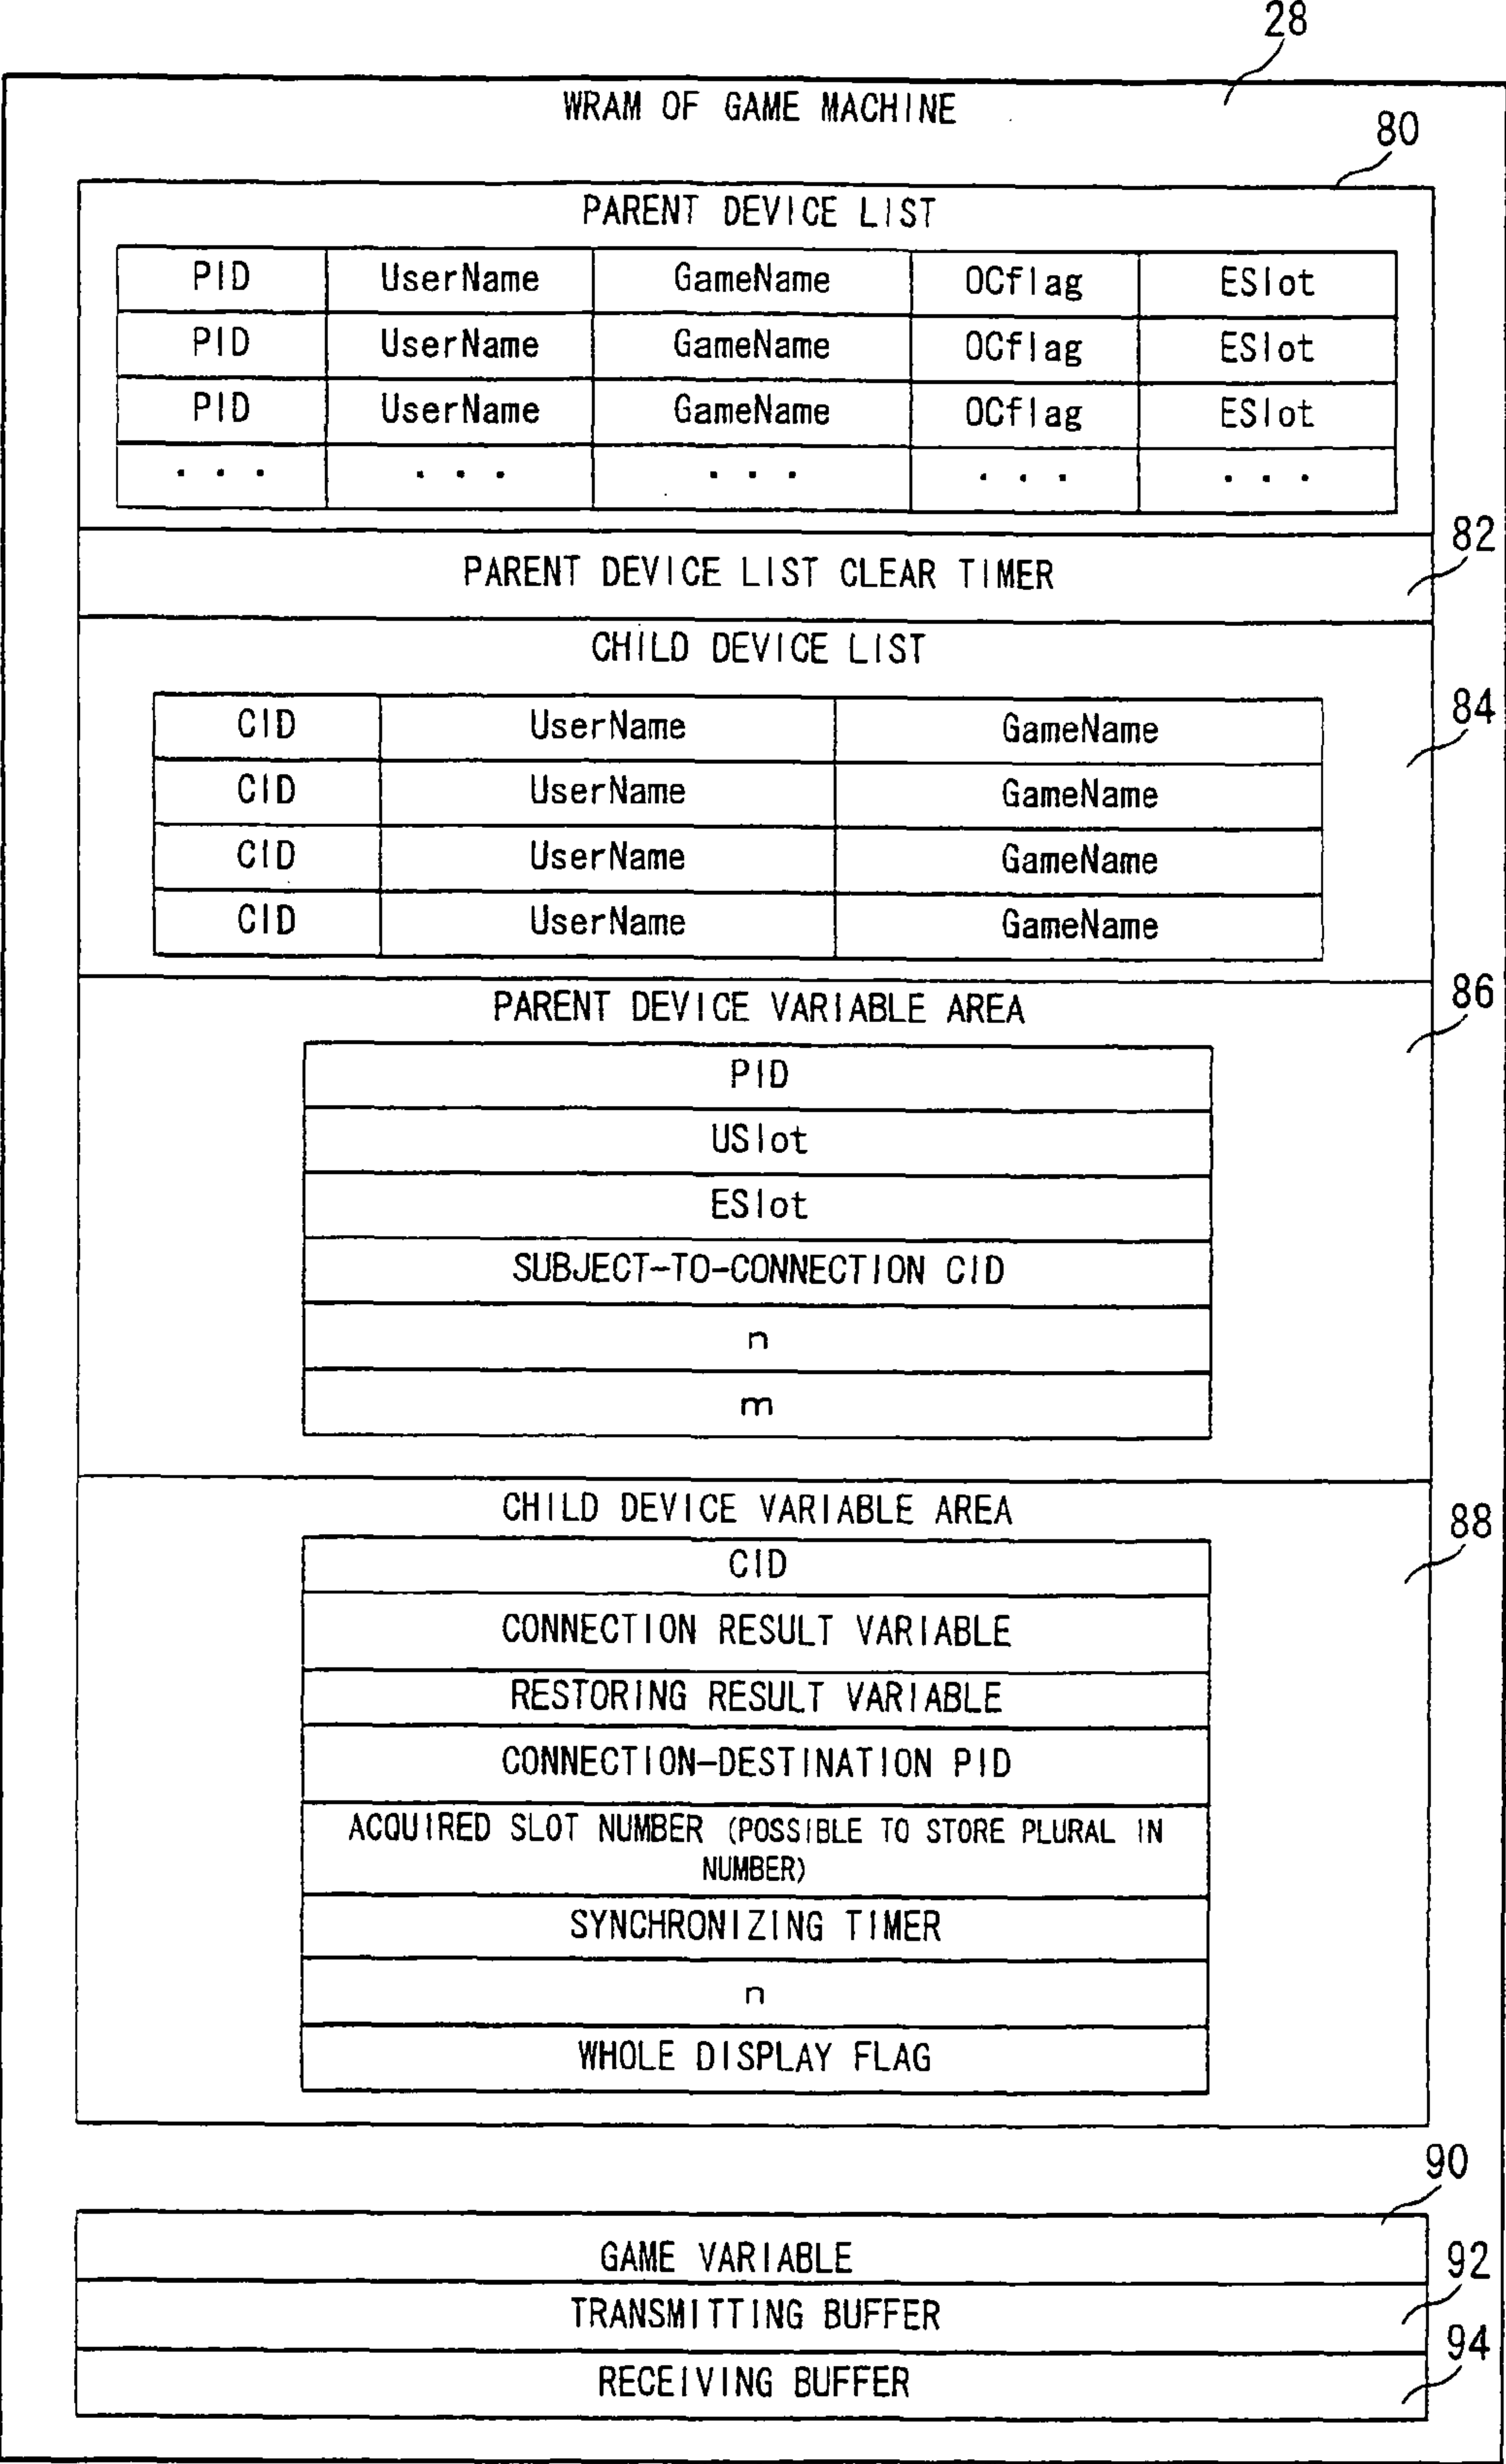 28
WRAM OF GAME MACHINE
80
PARENT DEVICE LIST
PID UserName GameName OCflag ESlot
PID UserName GameName OCflag ESlot
PID UserName GameName OCflag ESlot
... ... ... ... ...
82
PARENT DEVICE LIST CLEAR TIMER
CHILD DEVICE LIST
84
CID UserName GameName
CID UserName GameName
CID UserName GameName
CID UserName GameName
86
PARENT DEVICE VARIABLE AREA
PID
USlot
ESlot
SUBJECT-TO-CONNECTION CID
n
m
CHILD DEVICE VARIABLE AREA
88
CID
CONNECTION RESULT VARIABLE
RESTORING RESULT VARIABLE
CONNECTION-DESTINATION PID
ACQUIRED SLOT NUMBER (POSSIBLE TO STORE PLURAL IN
NUMBER)
SYNCHRONIZING TIMER
n
WHOLE DISPLAY FLAG
90
GAME VARIABLE
92
TRANSMITTING BUFFER
94
RECEIVING BUFFER